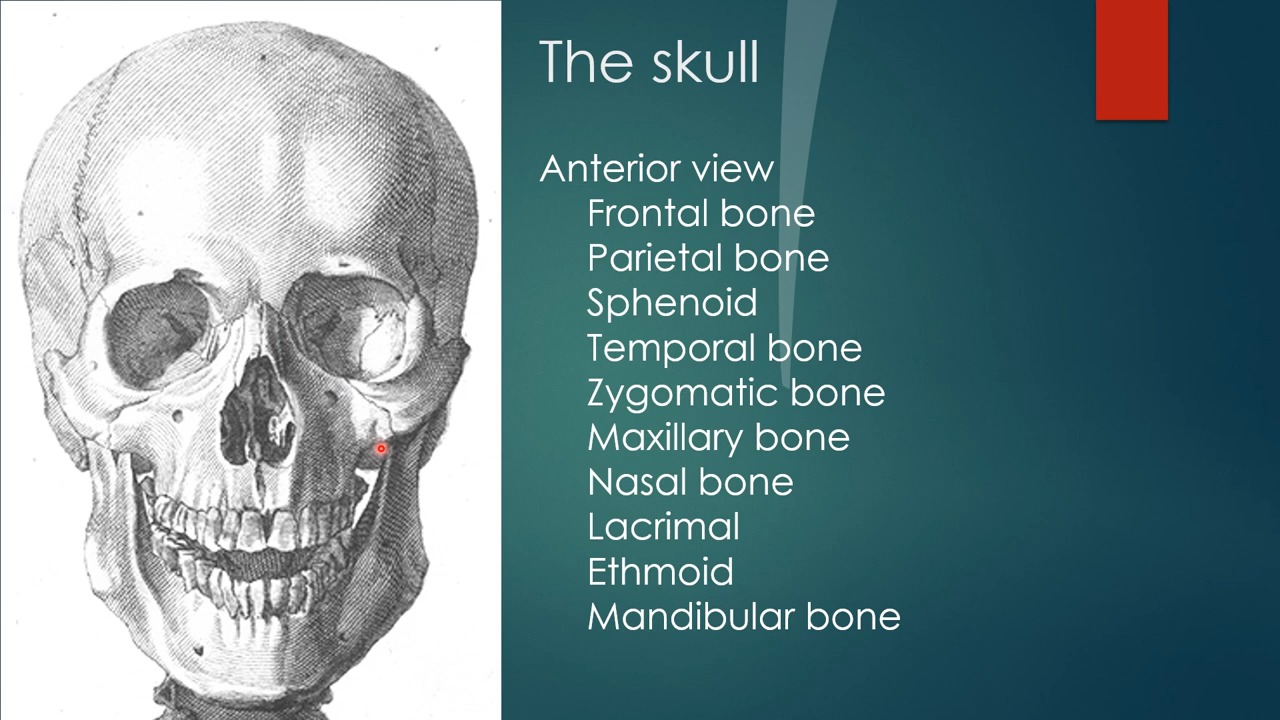 The skull
Anterior view
Frontal bone
Parietal bone
Sphenoid
Temporal bone
Zygomatic bone
Maxillary bone
Nasal bone
Lacrimal
Ethmoid
Mandibular bone